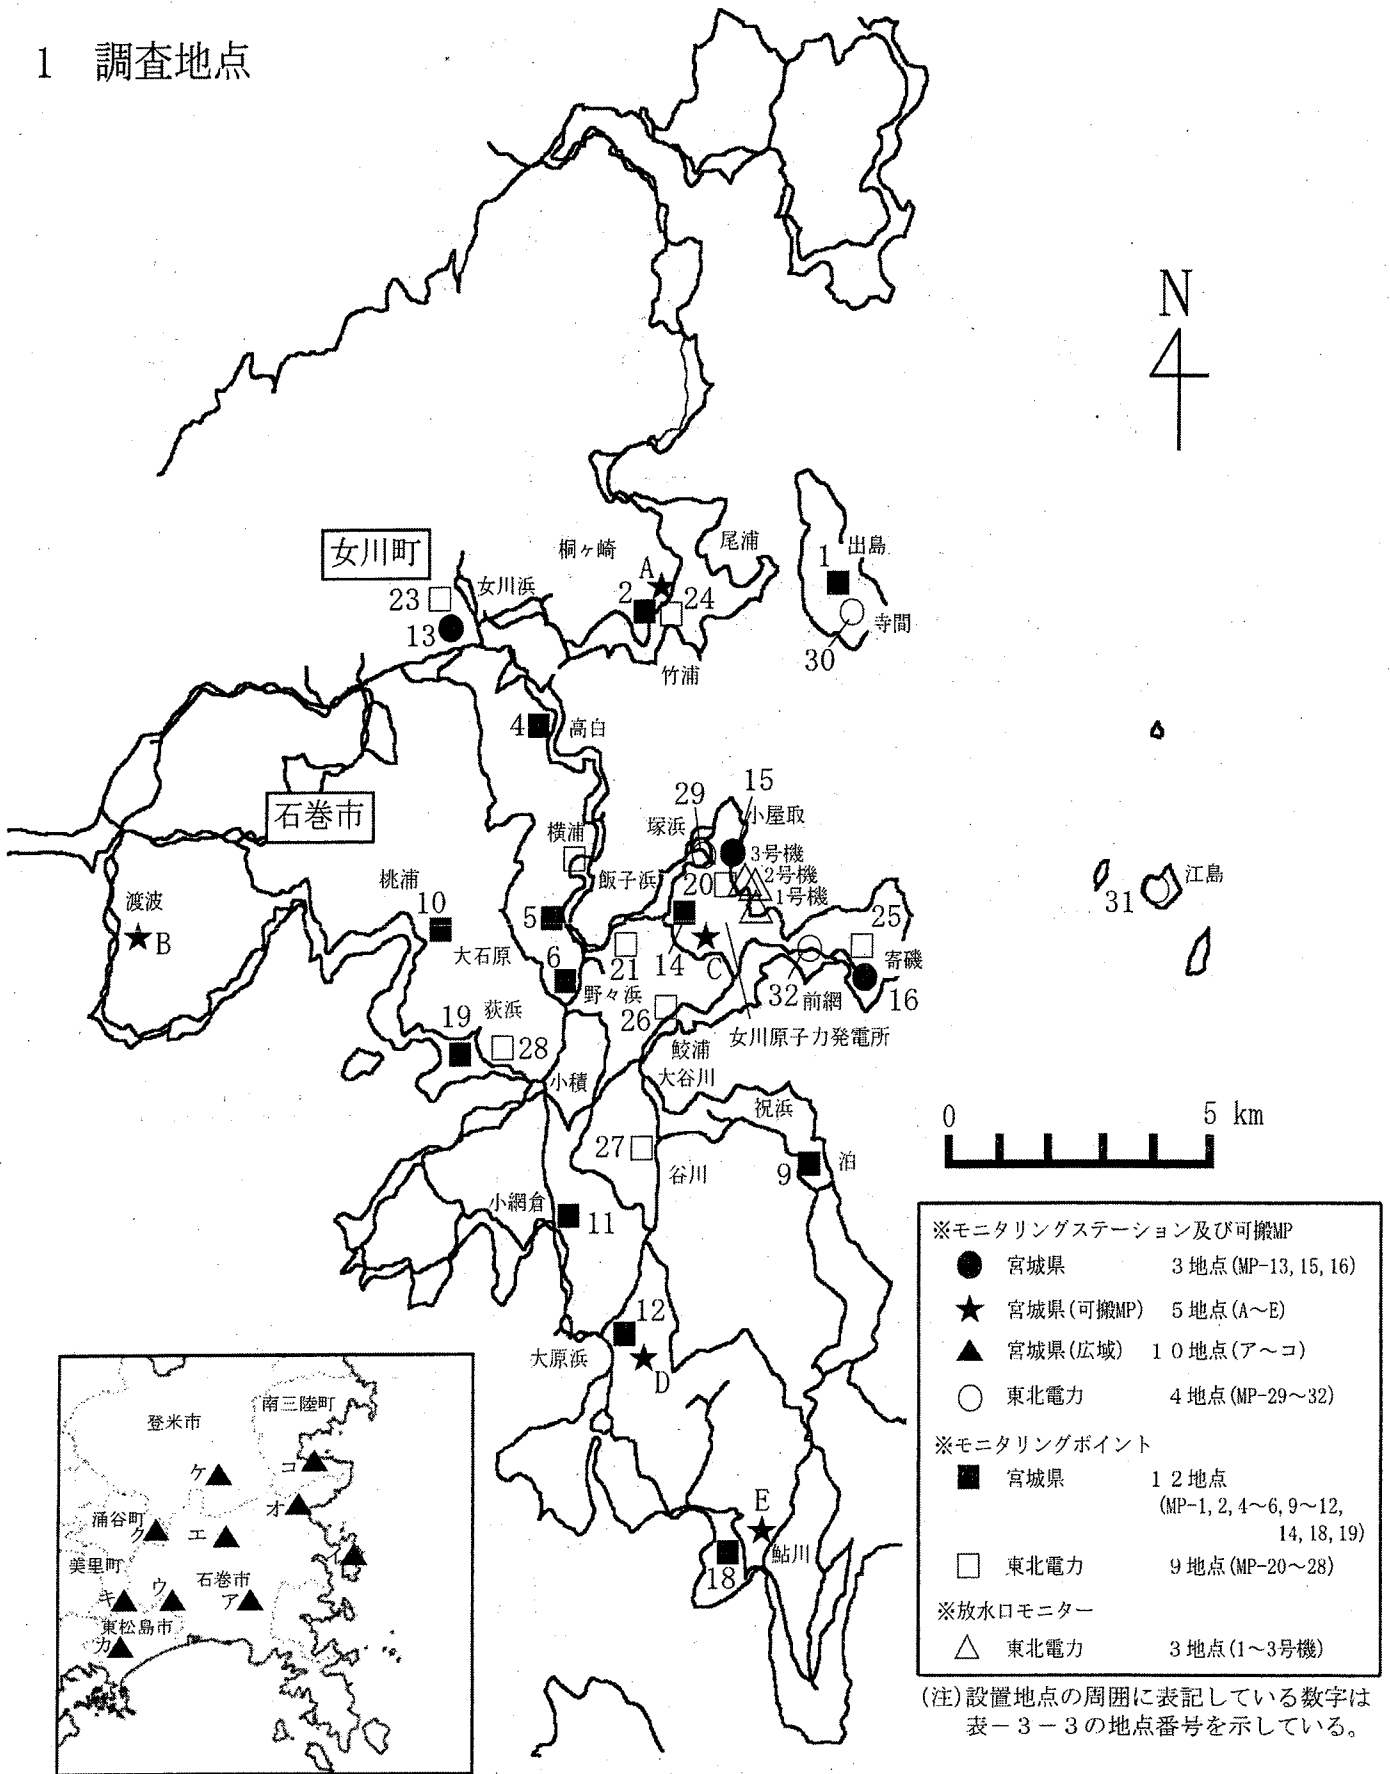 1 調査地点
N
女川町
桐ヶ崎
尾浦
出島
1
A
2
24
23
女川浜
13
寺間
30
竹浦
4
高白
石巻市
29
15
塚浜
小屋取
3号機
2号機
1号機
横浦
飯子浜
20
桃浦
渡波
B
10
大石原
5
6
野々浜
21
14
C
25
寄磯
16
32
前網
31
江島
女川原子力発電所
26
鮫浦
19
荻浜
28
小積
大谷川
祝浜
27
谷川
9
泊
0 5 km
小網倉
11
12
大原浜
D
E
鮎川
18
※モニタリングステーション及び可搬MP
宮城県 3地点(MP-13,15,16)
宮城県(可搬MP) 5地点(A~E)
宮城県(広域) 10地点(ア~コ)
東北電力 4地点(MP-29~32)
※モニタリングポイント
宮城県 12地点
(MP-1,2,4~6,9~12,
14,18,19)
東北電力 9地点(MP-20~28)
※放水口モニター
東北電力 3地点(1~3号機)
(注)設置地点の周囲に表記している数字は
表-3-3の地点番号を示している。
南三陸町
登米市
ケ
コ
オ
涌谷町
ク
エ
イ
美里町
キ
ウ
石巻市
ア
東松島市
カ